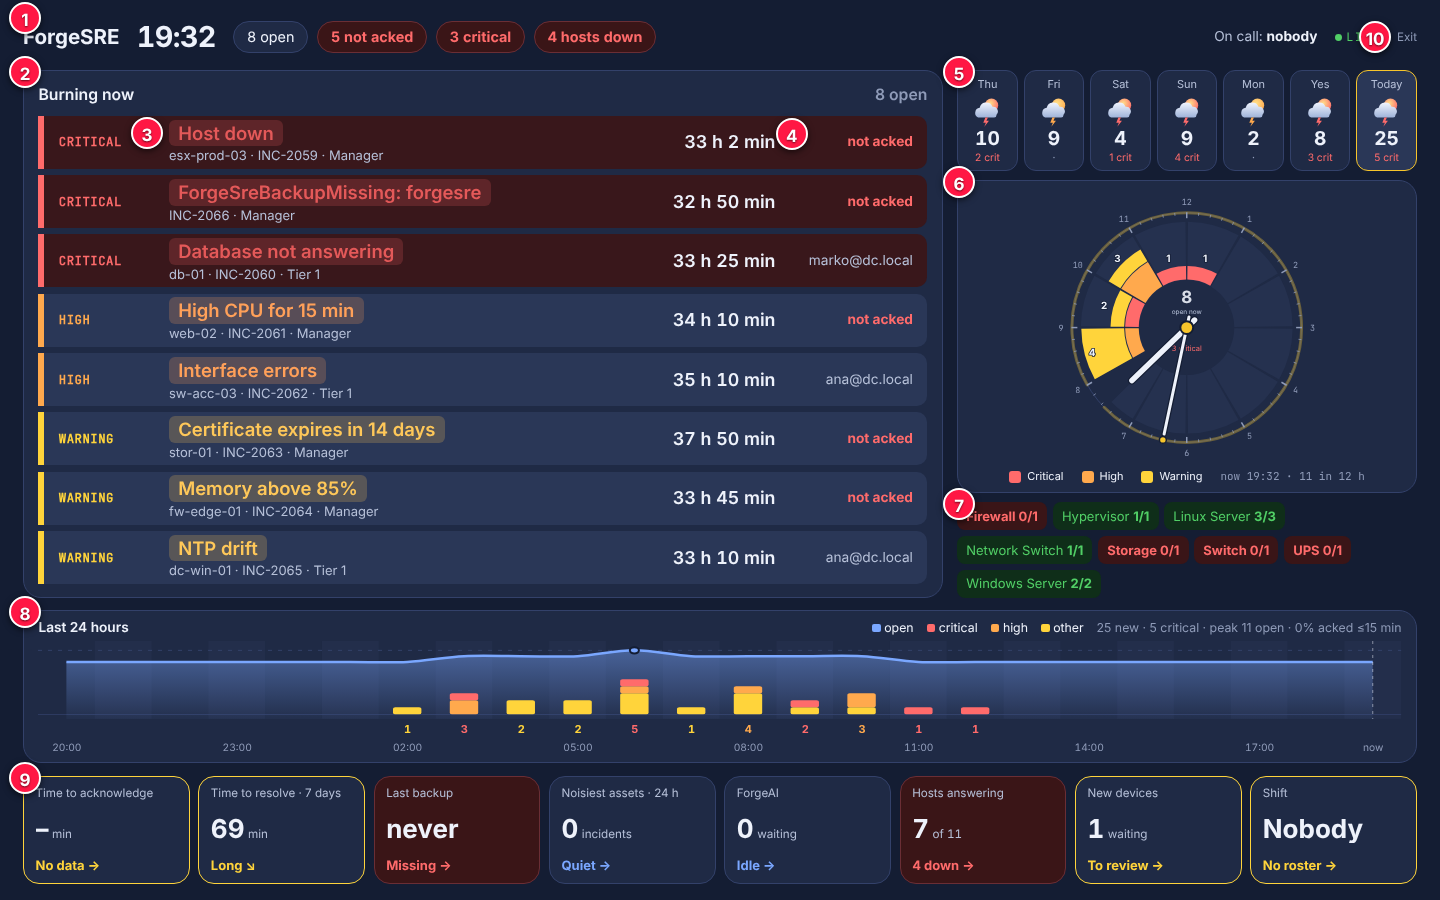 1
ForgeSRE 19:32 8 open 5 not acked 3 critical 4 hosts down
On call: nobody 10 Exit
2
Burning now 8 open
CRITICAL 3 Host down 33 h 2 min 4 not acked
esx-prod-03 · INC-2059 · Manager
CRITICAL ForgeSreBackupMissing: forgesre 32 h 50 min not acked
INC-2066 · Manager
CRITICAL Database not answering 33 h 25 min marko@dc.local
db-01 · INC-2060 · Tier 1
HIGH High CPU for 15 min 34 h 10 min not acked
web-02 · INC-2061 · Manager
HIGH Interface errors 35 h 10 min ana@dc.local
sw-acc-03 · INC-2062 · Tier 1
WARNING Certificate expires in 14 days 37 h 50 min not acked
stor-01 · INC-2063 · Manager
WARNING Memory above 85% 33 h 45 min not acked
fw-edge-01 · INC-2064 · Manager
WARNING NTP drift 33 h 10 min ana@dc.local
dc-win-01 · INC-2065 · Tier 1
5
Thu Fri Sat Sun Mon Yes Today
10 9 4 9 2 8 25
2 crit · 1 crit 4 crit · 3 crit 5 crit
6
12
11 1
3 1 1
10 2
8
2 open now
9 3
4
8 4
7 5
6
Critical High Warning now 19:32 · 11 in 12 h
7
Firewall 0/1 Hypervisor 1/1 Linux Server 3/3
Network Switch 1/1 Storage 0/1 Switch 0/1 UPS 0/1
Windows Server 2/2
8
Last 24 hours open critical high other 25 new · 5 critical · peak 11 open · 0% acked ≤15 min
1 3 2 2 5 1 4 2 3 1 1
20:00 23:00 02:00 05:00 08:00 11:00 14:00 17:00 now
9
Time to acknowledge
– min
No data →
Time to resolve · 7 days
69 min
Long ↘
Last backup
never
Missing →
Noisiest assets · 24 h
0 incidents
Quiet →
ForgeAI
0 waiting
Idle →
Hosts answering
7 of 11
4 down →
New devices
1 waiting
To review →
Shift
Nobody
No roster →